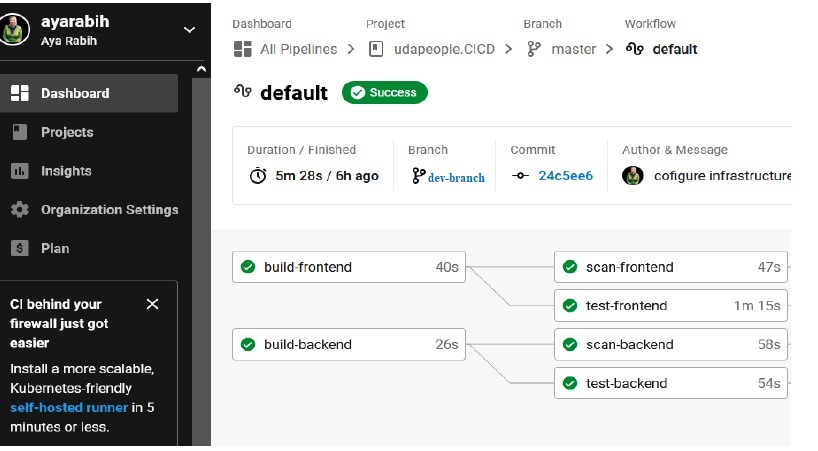 ayarabih
Aya Rabih
Dashboard
Projects
Insights
Organization Settings
Plan
CI behind your
firewall just got
easier
Install a more scalable,
Kubernetes-friendly
self-hosted runner in 5
minutes or less.
Dashboard Project Branch Workflow
All Pipelines udapeople.CICD master default
default Success
Duration / Finished Branch Commit Author & Message
5m 28s / 6h ago dev-branch 24c5ee6 cofigure infrastructure
build-frontend 40s scan-frontend 47s
test-frontend 1m 15s
build-backend 26s scan-backend 58s
test-backend 54s